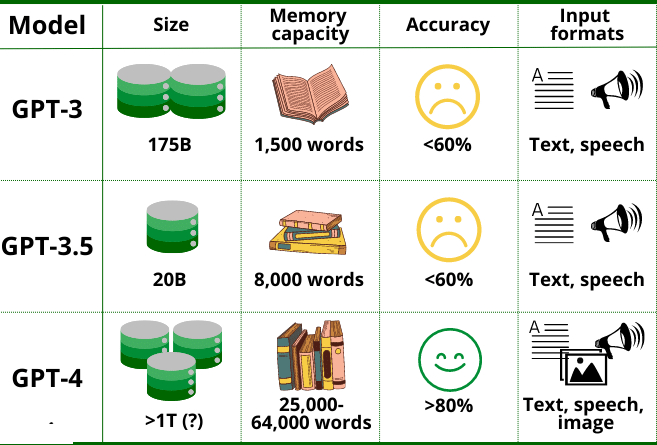 Model
Size
Memory
capacity
Accuracy
Input
formats
GPT-3
175B
1,500 words
<60%
A
Text, speech
GPT-3.5
20B
8,000 words
<60%
A
Text, speech
GPT-4
>1T (?)
25,000-
64,000 words
>80%
A
Text, speech,
image
-